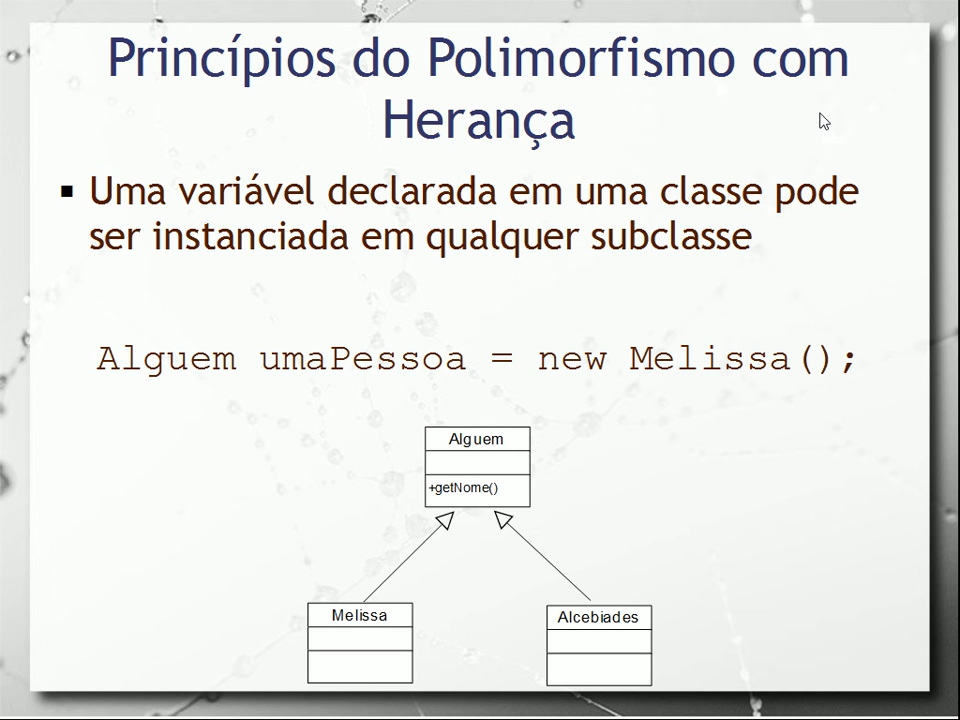 Princípios do Polimorfismo com
Herança
Uma variável declarada em uma classe pode
ser instanciada em qualquer subclasse
Alguem umaPessoa = new Melissa();
Alguem
+getNome()
Melissa
Alcebiades